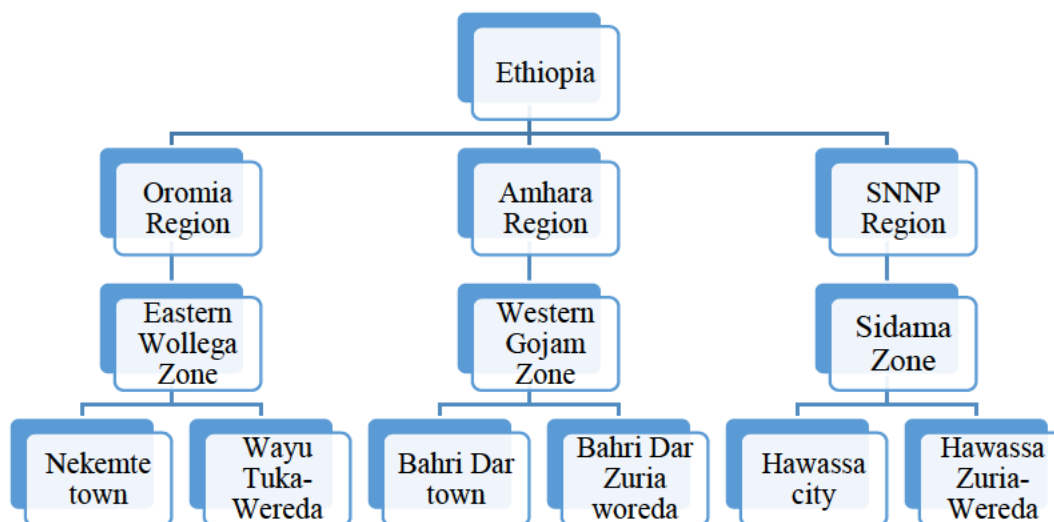 Ethiopia
Oromia
Region
Amhara
Region
SNNP
Region
Eastern
Wollega
Zone
Western
Gojam
Zone
Sidama
Zone
Nekemte
town
Wayu
Tuka-
Wereda
Bahri Dar
town
Bahri Dar
Zuria
woreda
Hawassa
city
Hawassa
Zuria-
Wereda